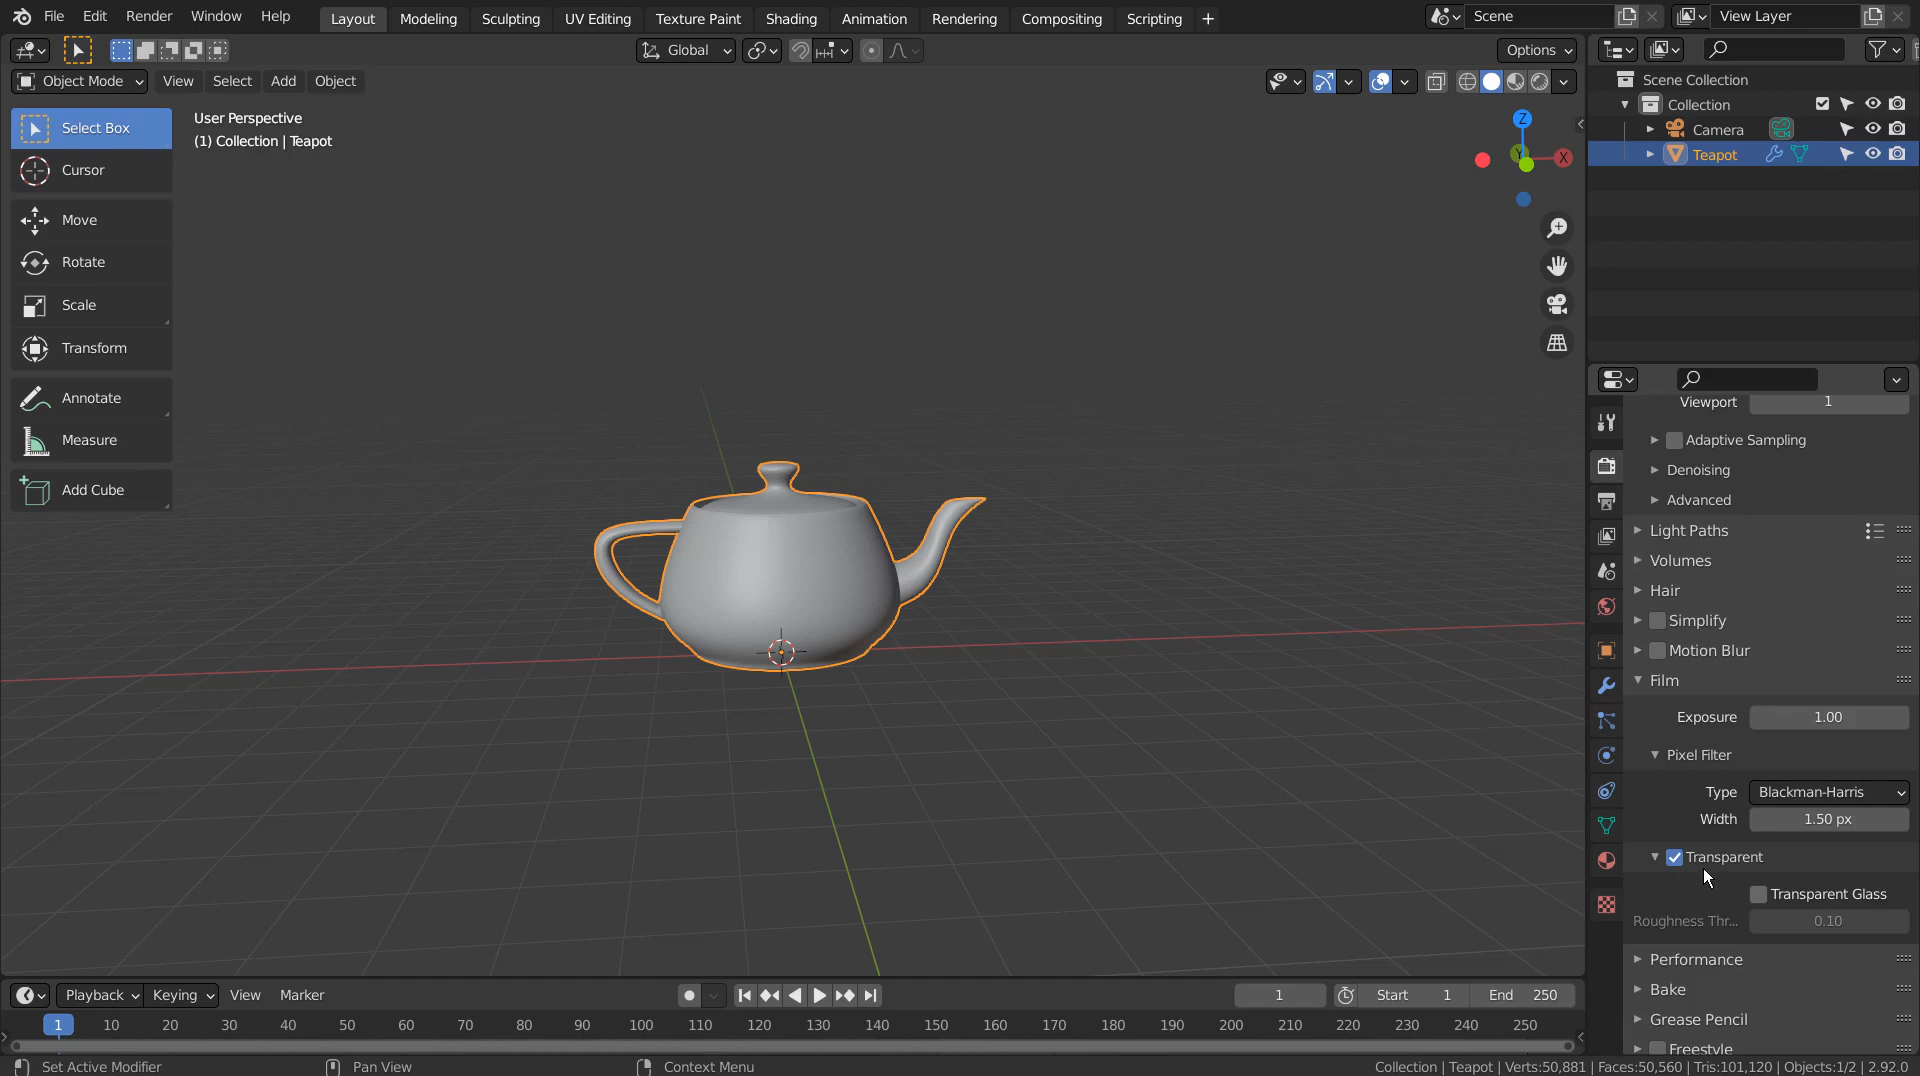 File Edit Render Window Help Layout Modeling Sculpting UV Editing Texture Paint Shading Animation Rendering Compositing Scripting + Scene View Layer
Global Options
Object Mode View Select Add Object
User Perspective
(1) Collection | Teapot
Select Box
Cursor
Move
Rotate
Scale
Transform
Annotate
Measure
Add Cube
Z
Y
X
Scene Collection
Collection
Camera
Teapot
Viewport 1
Adaptive Sampling
Denoising
Advanced
Light Paths
Volumes
Hair
Simplify
Motion Blur
Film
Exposure 1.00
Pixel Filter
Type Blackman-Harris
Width 1.50 px
Transparent
Transparent Glass
Roughness Thr... 0.10
Performance
Bake
Grease Pencil
Freestyle
Playback Keying View Marker 1 Start 1 End 250
1 10 20 30 40 50 60 70 80 90 100 110 120 130 140 150 160 170 180 190 200 210 220 230 240 250
Set Active Modifier Pan View Context Menu Collection | Teapot | Verts:50,881 | Faces:50,560 | Tris:101,120 | Objects:1/2 | 2.92.0